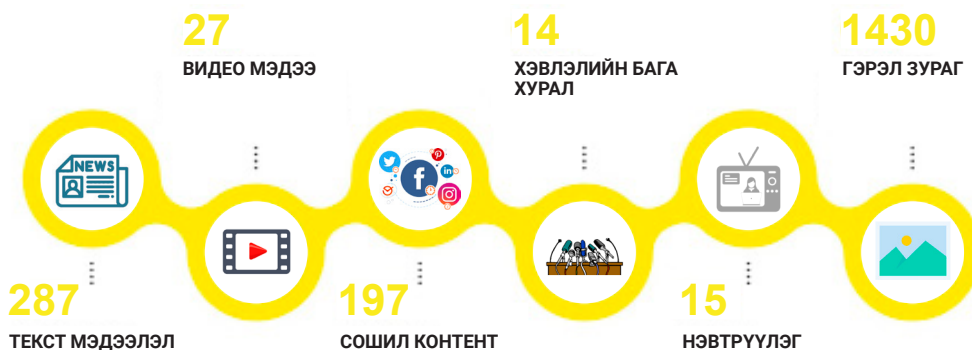 27
ВИДЕО МЭДЭЭ
14
ХЭВЛЭЛИЙН БАГА
ХУРАЛ
1430
ГЭРЭЛ ЗУРАГ
NEWS
in
287
ТЕКСТ МЭДЭЭЛЭЛ
197
СОШИЛ КОНТЕНТ
15
НЭВТРҮҮЛЭГ